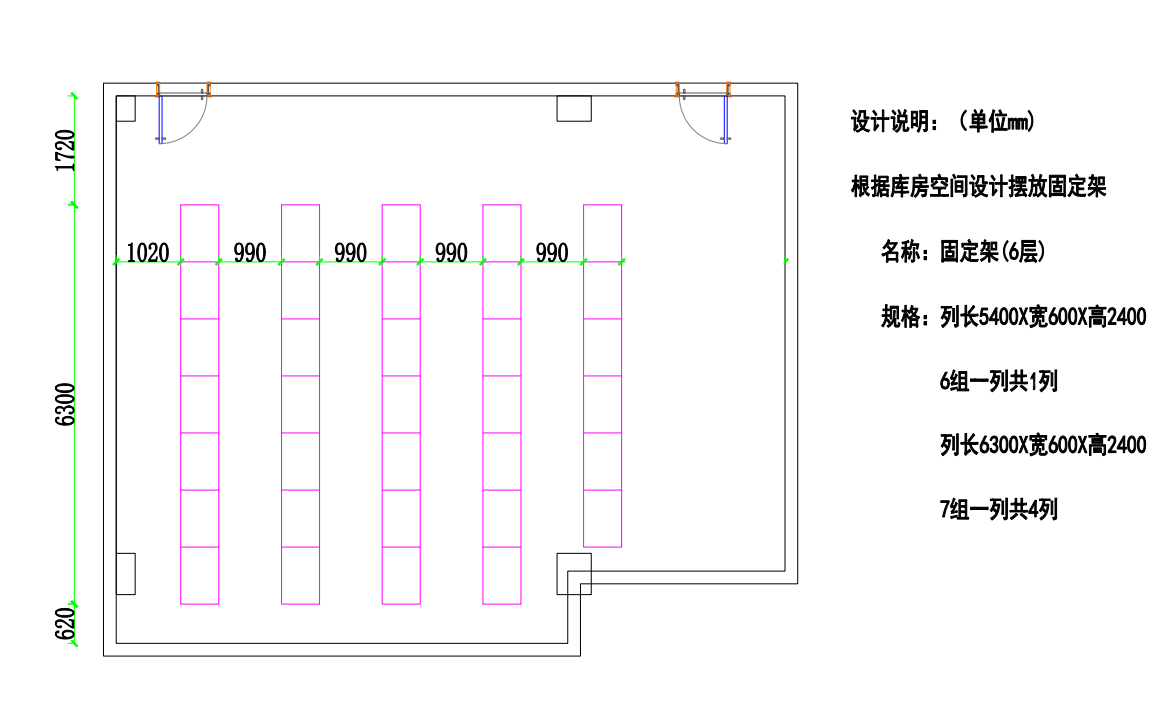 设计说明：（单位mm)
1720
根据库房空间设计摆放固定架
1020 990 990 990 990
名称：固定架(6层)
规格：列长5400X宽600X高2400
6300
6组一列共1列
列长6300X宽600X高2400
7组一列共4列
620